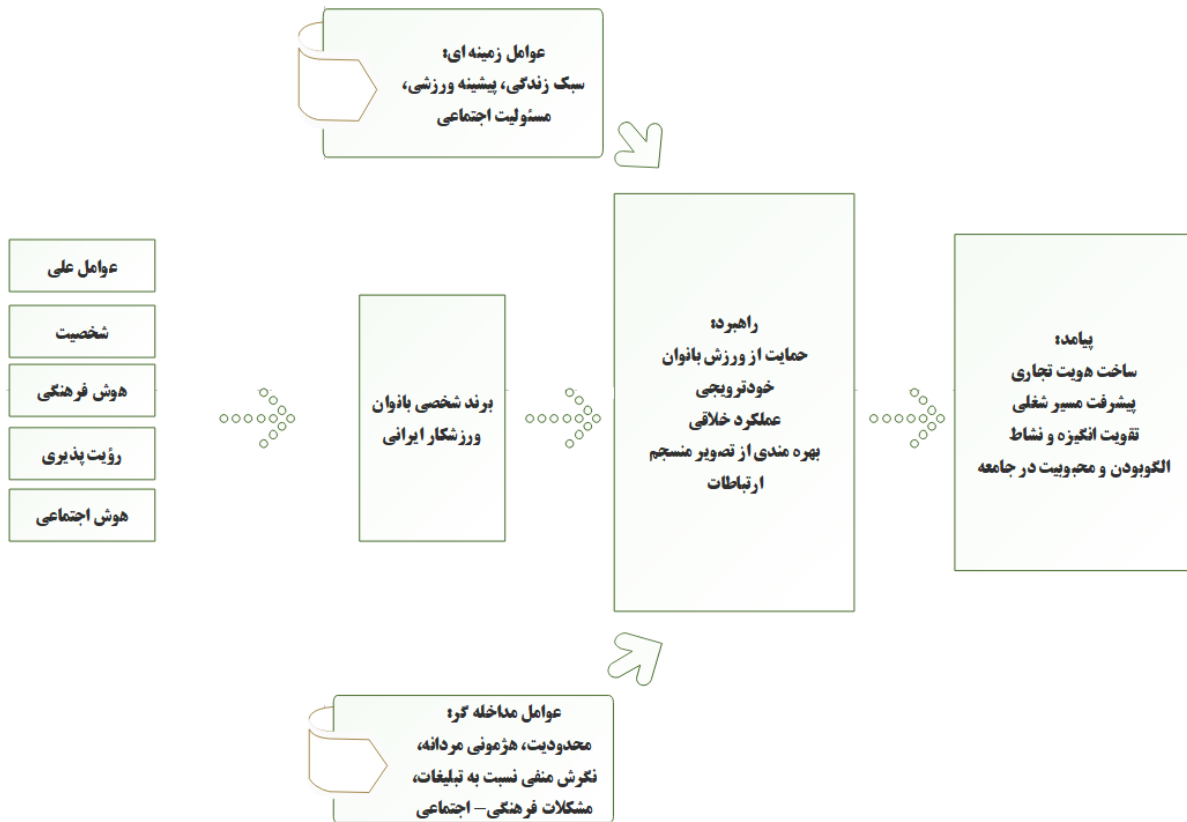 عوامل زمینه ای:
سبک زندگی، پیشینه ورزشی،
مسئولیت اجتماعی
عوامل علی
شخصیت
هوش فرهنگی
رؤیت پذیری
هوش اجتماعی
برند شخصی بانوان
ورزشکار ایرانی
راهبرد:
حمایت از ورزش بانوان
خودترویجی
عملکرد خلاقی
بهره مندی از تصویر منسجم
ارتباطات
پیامد:
ساخت هویت تجاری
پیشرفت مسیر شغلی
تقویت انگیزه و نشاط
الگوبودن و محبوبیت در جامعه
عوامل مداخله گر:
محدودیت، هژمونی مردانه،
نگرش منفی نسبت به تبلیغات،
مشکلات فرهنگی– اجتماعی